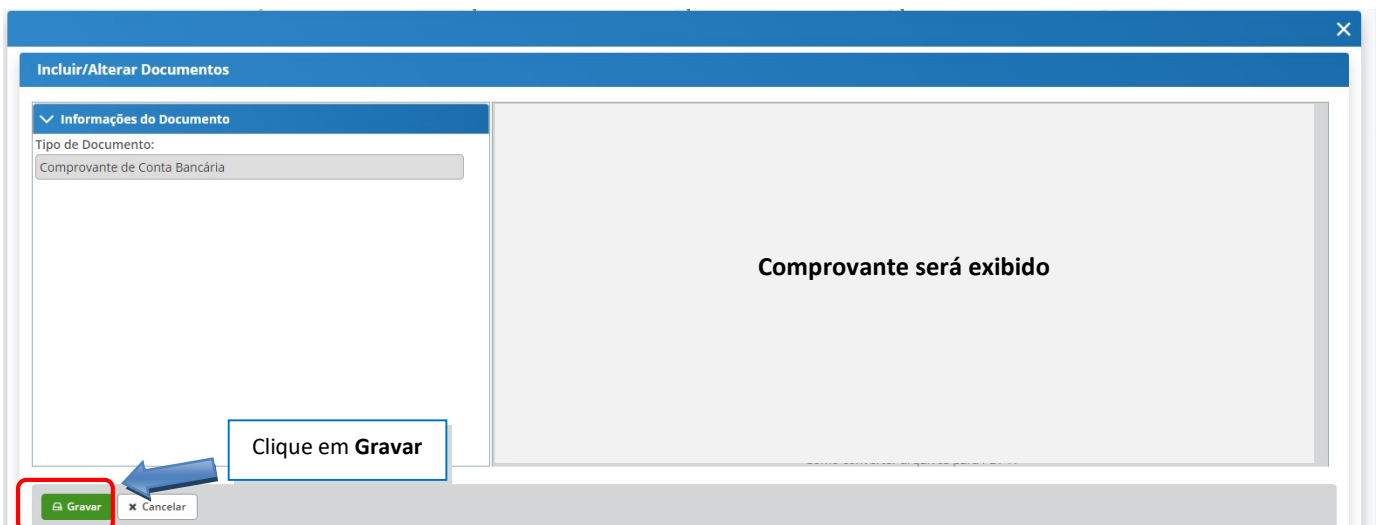 Incluir/Alterar Documentos
Informações do Documento
Tipo de Documento:
Comprovante de Conta Bancária
Comprovante será exibido
Clique em Gravar
Gravar
Cancelar